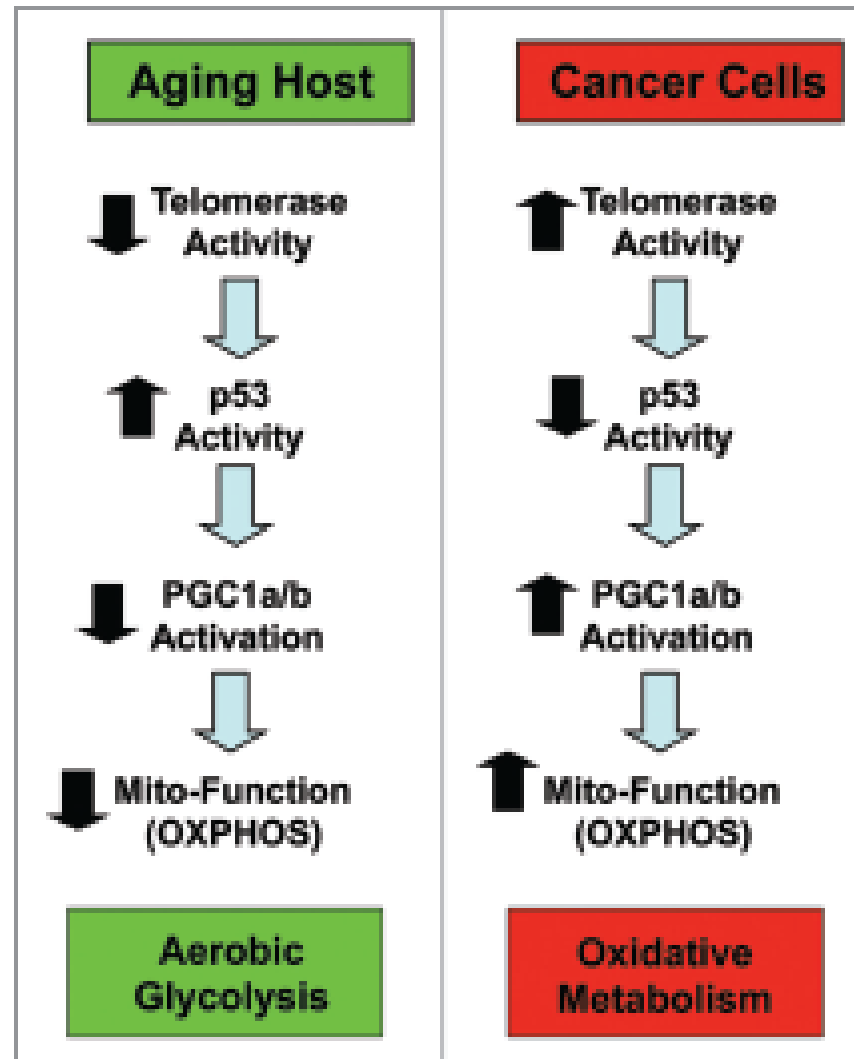 Aging Host
Telomerase
Activity
p53
Activity
PGC1a/b
Activation
Mito-Function
(OXPHOS)
Aerobic
Glycolysis
Cancer Cells
Telomerase
Activity
p53
Activity
PGC1a/b
Activation
Mito-Function
(OXPHOS)
Oxidative
Metabolism